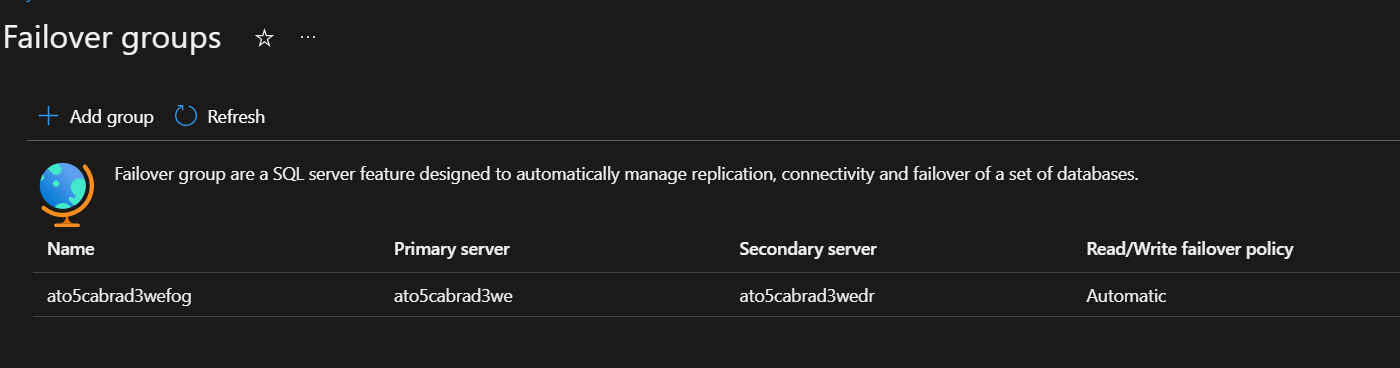 Failover groups
Add group Refresh
Failover group are a SQL server feature designed to automatically manage replication, connectivity and failover of a set of databases.
Name Primary server Secondary server Read/Write failover policy
ato5cabrad3wefog ato5cabrad3we ato5cabrad3wedr Automatic